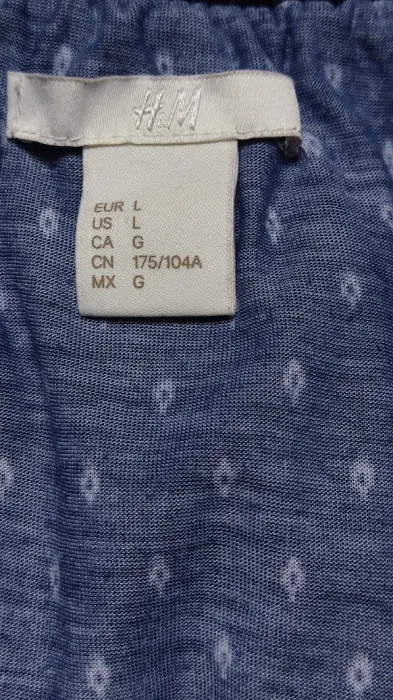 H&M
EUR L
US L
CA G
CN 175/104A
MX G